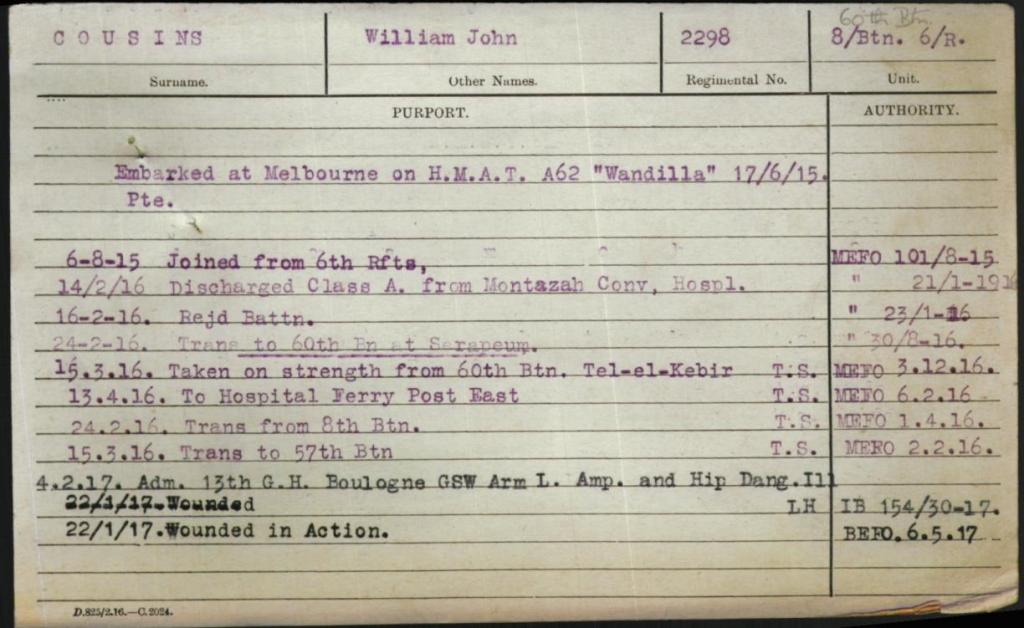 60th Btn.
COUSINS William John 2298 8/Btn. 6/R.
Surname. Other Names. Regimental No. Unit.
PURPORT. AUTHORITY.
Embarked at Melbourne on H.M.A.T. A62 "Wandilla" 17/6/15.
Pte.
6-8-15 Joined from 6th Rfts, MEFO 101/8-15
14/2/16 Discharged Class A. from Montazah Conv, Hospl. " 21/1-1916
16-2-16. Rejd Battn. " 23/1-16
24-2-16. Trans to 60th Bn at Serapeum. " 30/8-16.
15.3.16. Taken on strength from 60th Btn. Tel-el-Kebir T.S. MEFO 3.12.16.
13.4.16. To Hospital Ferry Post East T.S. MEFO 6.2.16
24.2.16. Trans from 8th Btn. T.S. MEFO 1.4.16.
15.3.16. Trans to 57th Btn T.S. MEFO 2.2.16.
4.2.17. Adm. 13th G.H. Boulogne GSW Arm L. Amp. and Hip Dang.Ill
22/1/17.Wounded LH IB 154/30-17.
22/1/17.Wounded in Action. BEFO.6.5.17
D.825/2.16.—C.2024.